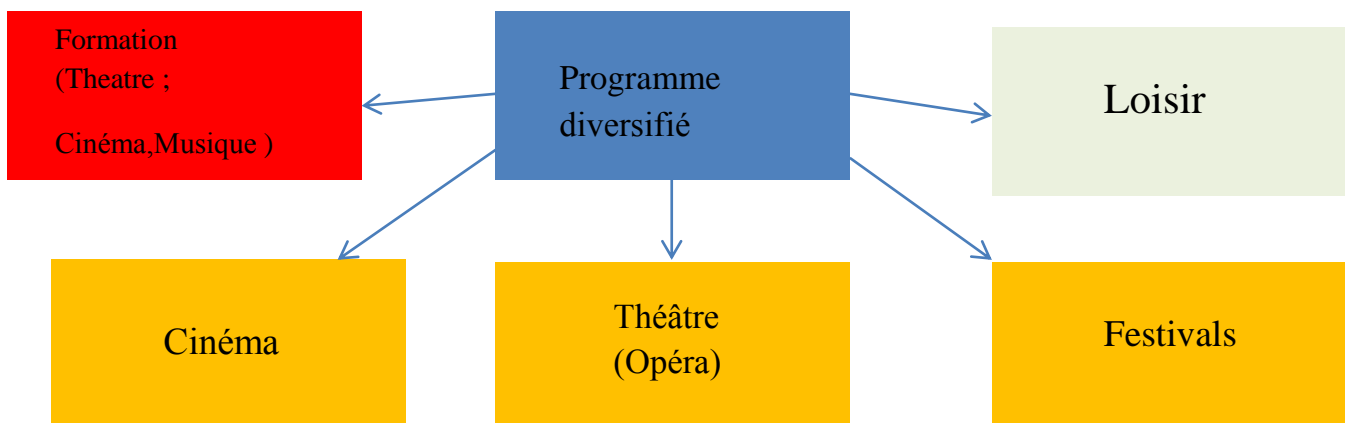 Formation
(Theatre ;
Cinéma,Musique )
Programme
diversifié
Loisir
Cinéma
Théâtre
(Opéra)
Festivals